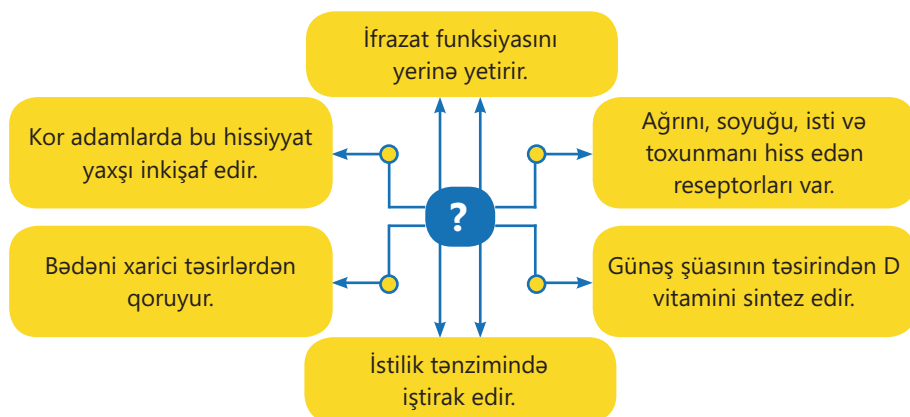 İfrazat funksiyasını
yerinə yetirir.
Kor adamlarda bu hissiyyat
yaxşı inkişaf edir.
Ağrını, soyuğu, isti və
toxunmanı hiss edən
reseptorları var.
?
Bədəni xarici təsirlərdən
qoruyur.
Günəş şüasının təsirindən D
vitamini sintez edir.
İstilik tənzimində
iştirak edir.